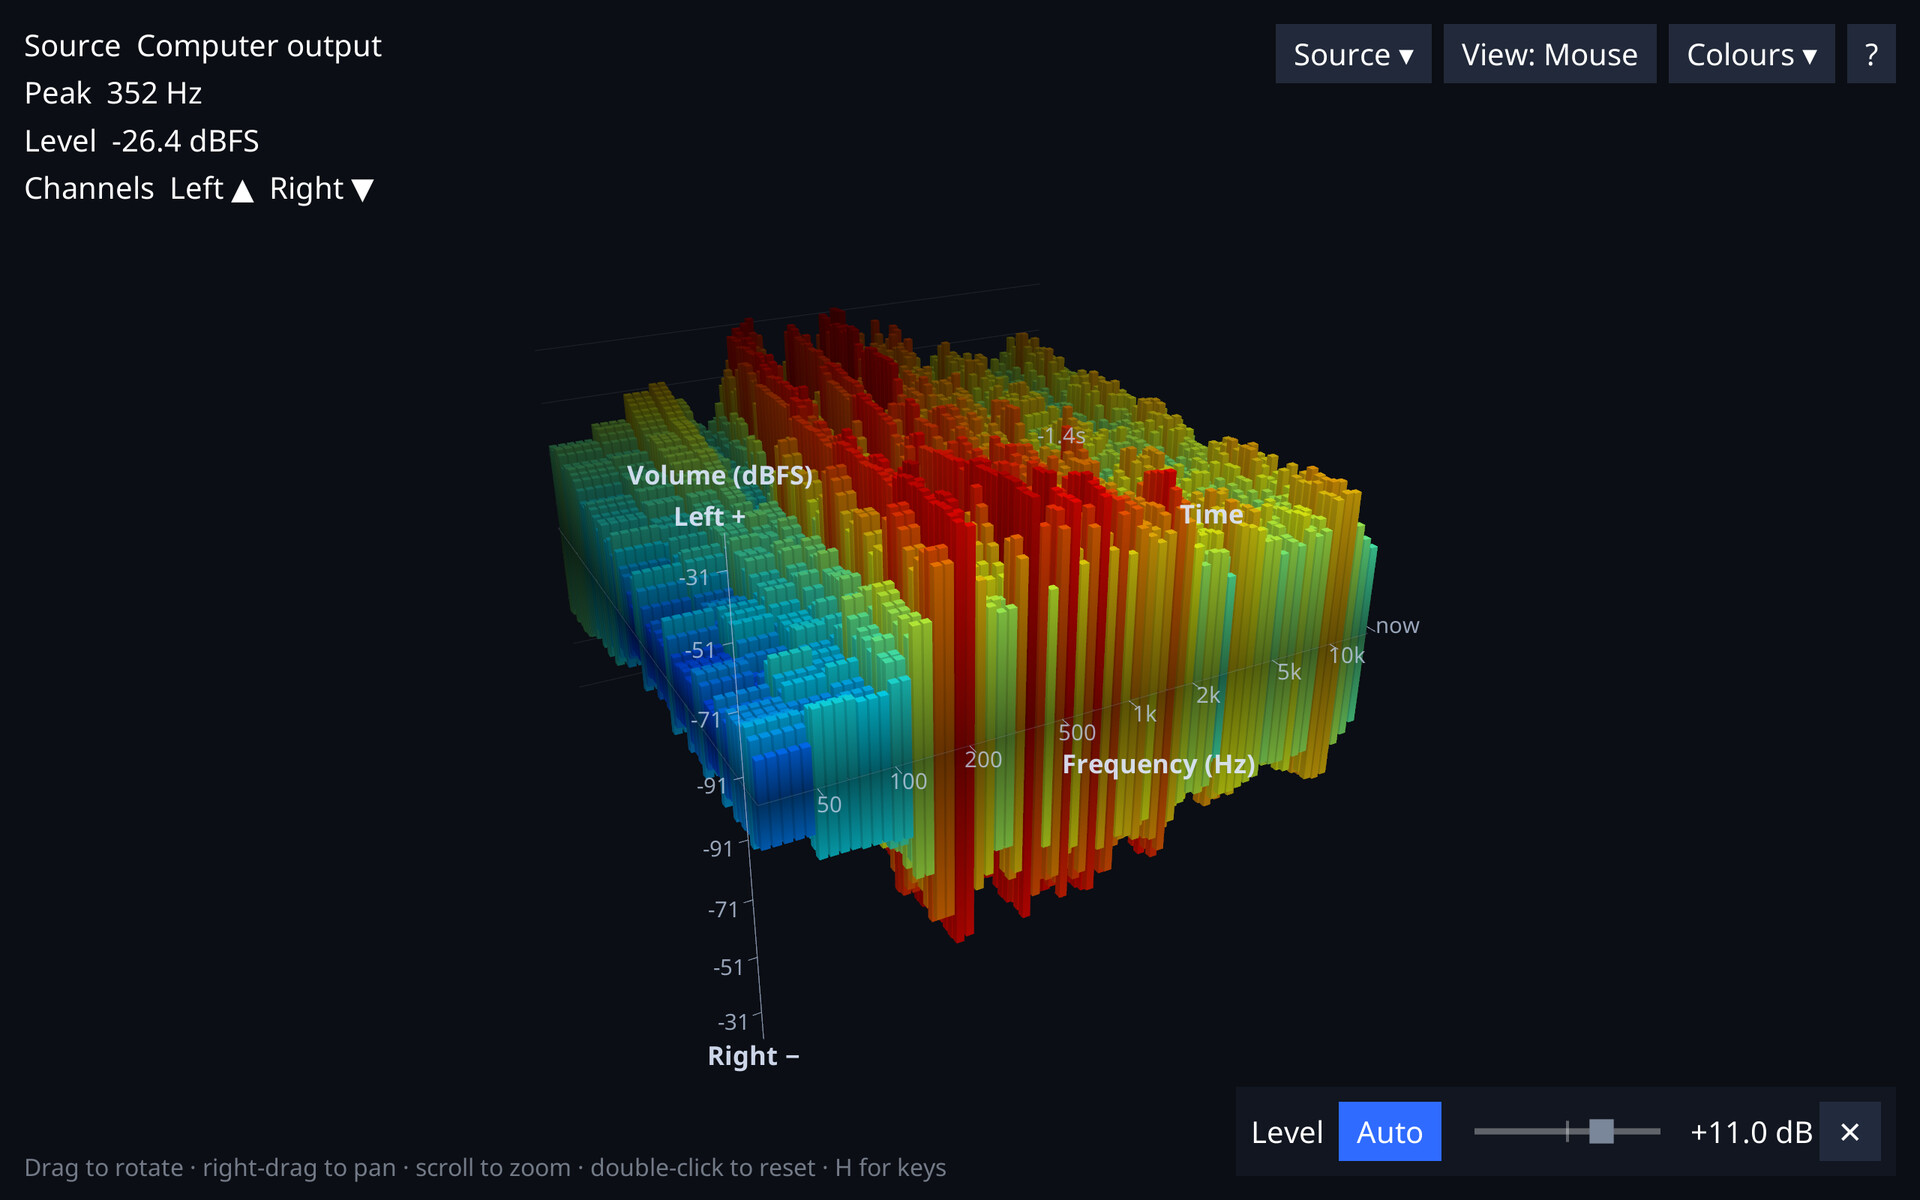 Source Computer output
Peak 352 Hz
Level -26.4 dBFS
Channels Left ▲ Right ▼
Source ▾ View: Mouse Colours ▾ ?
-1.4s
Volume (dBFS)
Left +
Time
-31
-51
-71
-91
-91
-71
-51
-31
Right −
50
100
200
500
1k
2k
5k
10k
now
Frequency (Hz)
Level Auto +11.0 dB ✕
Drag to rotate · right-drag to pan · scroll to zoom · double-click to reset · H for keys